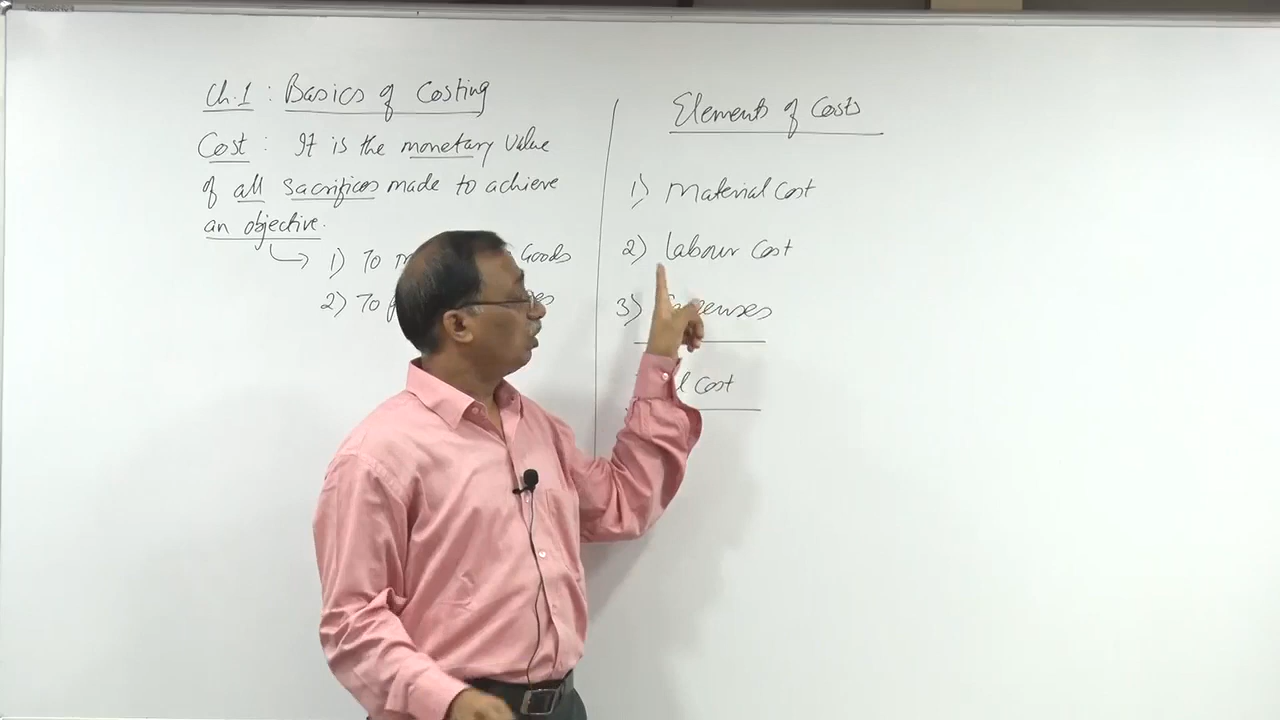 Ch.1 : Basics of Costing
Cost : It is the monetary value
of all sacrifices made to achieve
an objective.
1) To Goods
2) To
Elements of Costs
1) Material Cost
2) Labour Cost
3)
Cost